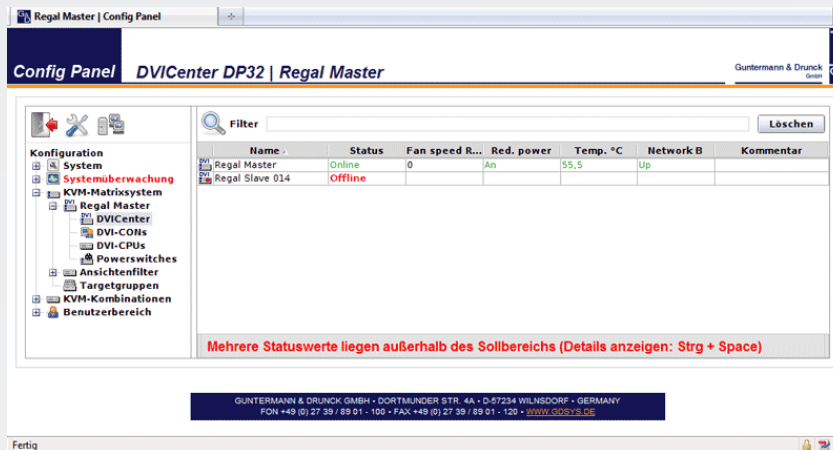 Regal Master | Config Panel
Config Panel
DVICenter DP32 | Regal Master
Guntermann & Drunck
GmbH
Filter
Löschen
Konfiguration
System
Systemüberwachung
KVM-Matrixsystem
Regal Master
DVICenter
DVI-CONs
DVI-CPUs
Powerswitches
Ansichtenfilter
Targetgruppen
KVM-Kombinationen
Benutzerbereich
Name Status Fan speed R... Red. power Temp. °C Network B Kommentar
Regal Master Online 0 An 55,5 Up
Regal Slave 014 Offline
Mehrere Statuswerte liegen außerhalb des Sollbereichs (Details anzeigen: Strg + Space)
GUNTERMANN & DRUNCK GMBH • DORTMUNDER STR. 4A • D-57234 WILNSDORF • GERMANY
FON +49 (0) 27 39 / 89 01 - 100 • FAX +49 (0) 27 39 / 89 01 - 120 • WWW.GDSYS.DE
Fertig